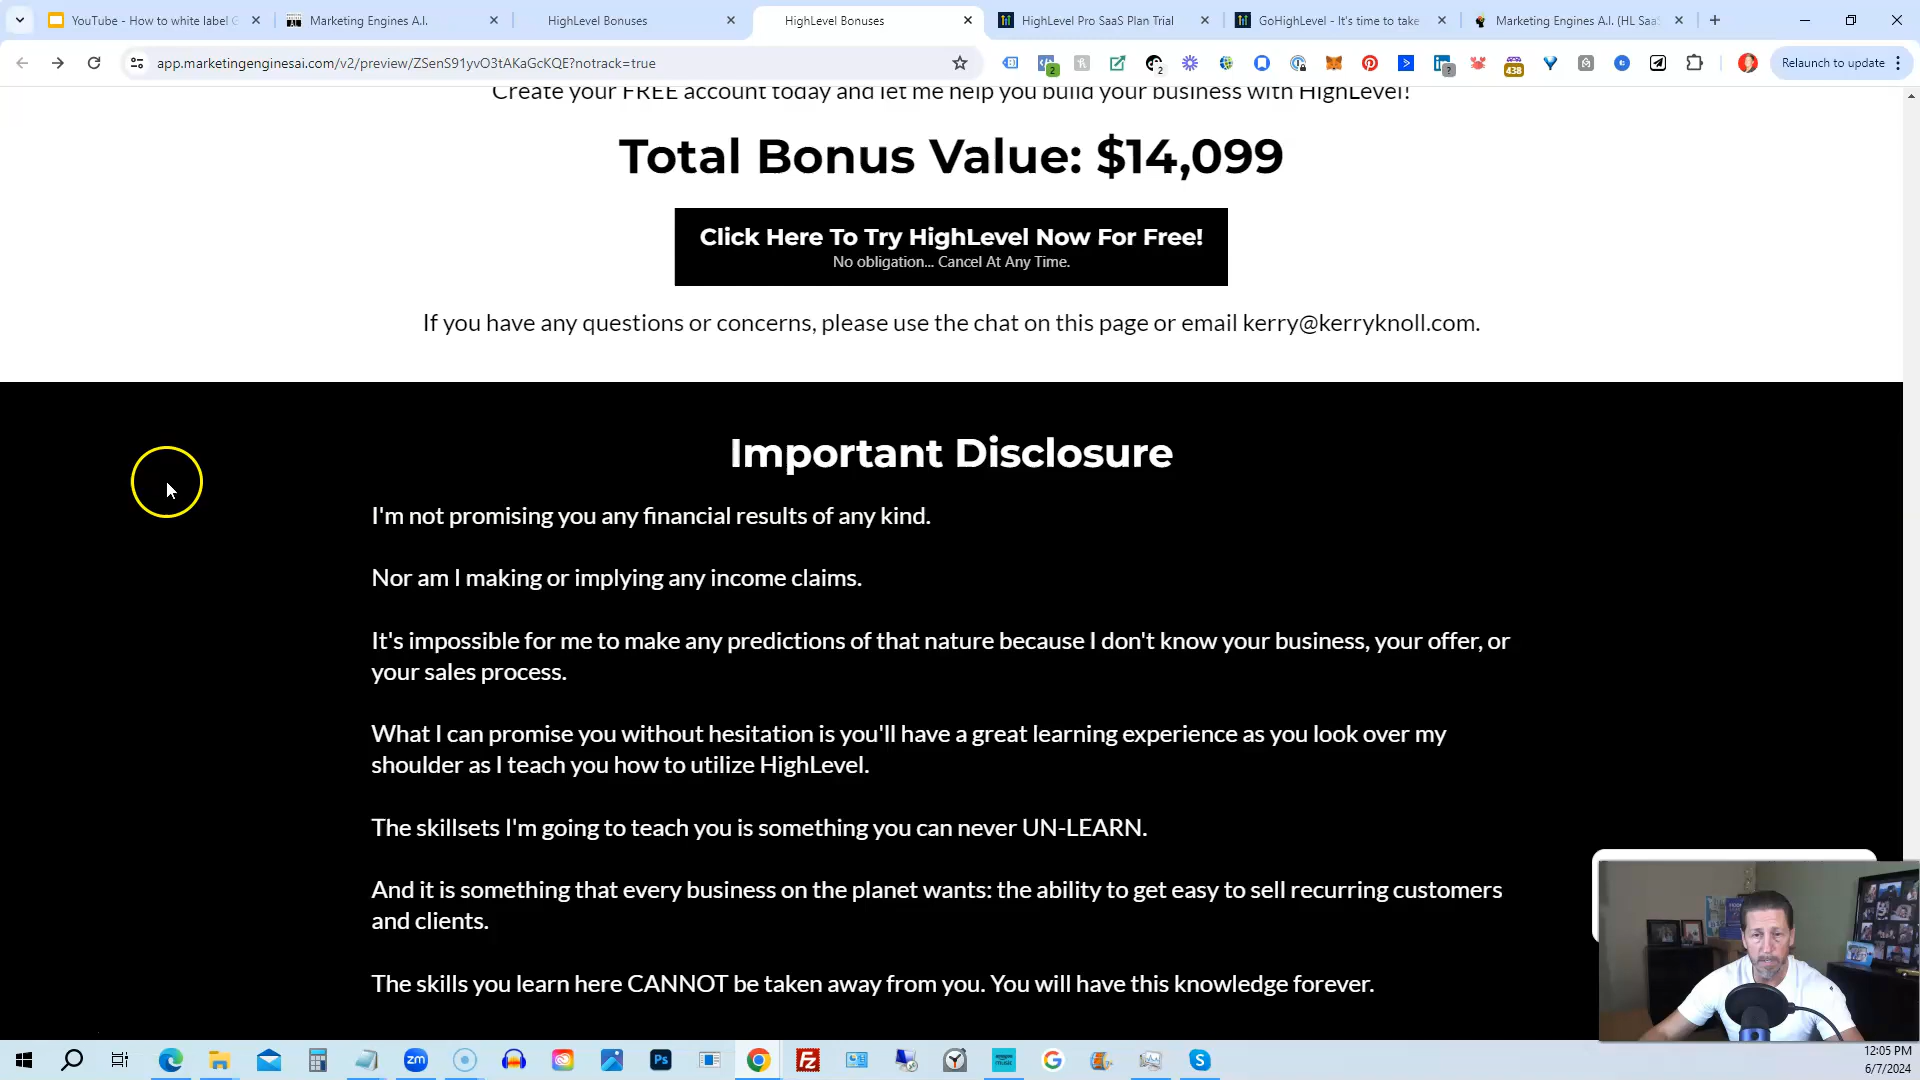 YouTube - How to white label G
Marketing Engines A.I.
HighLevel Bonuses
HighLevel Bonuses
HighLevel Pro SaaS Plan Trial
GoHighLevel - It's time to take
Marketing Engines A.I. (HL Saa
app.marketingenginesai.com/v2/preview/ZSenS91yvO3tAKaGcKQE?notrack=true
2
2
?
438
Relaunch to update
Create your FREE account today and let me help you build your business with HighLevel!
Total Bonus Value: $14,099
Click Here To Try HighLevel Now For Free!
No obligation... Cancel At Any Time.
If you have any questions or concerns, please use the chat on this page or email kerry@kerryknoll.com.
Important Disclosure
I'm not promising you any financial results of any kind.
Nor am I making or implying any income claims.
It's impossible for me to make any predictions of that nature because I don't know your business, your offer, or
your sales process.
What I can promise you without hesitation is you'll have a great learning experience as you look over my
shoulder as I teach you how to utilize HighLevel.
The skillsets I'm going to teach you is something you can never UN-LEARN.
And it is something that every business on the planet wants: the ability to get easy to sell recurring customers
and clients.
The skills you learn here CANNOT be taken away from you. You will have this knowledge forever.
zm
Ps
Fz
12:05 PM
6/7/2024